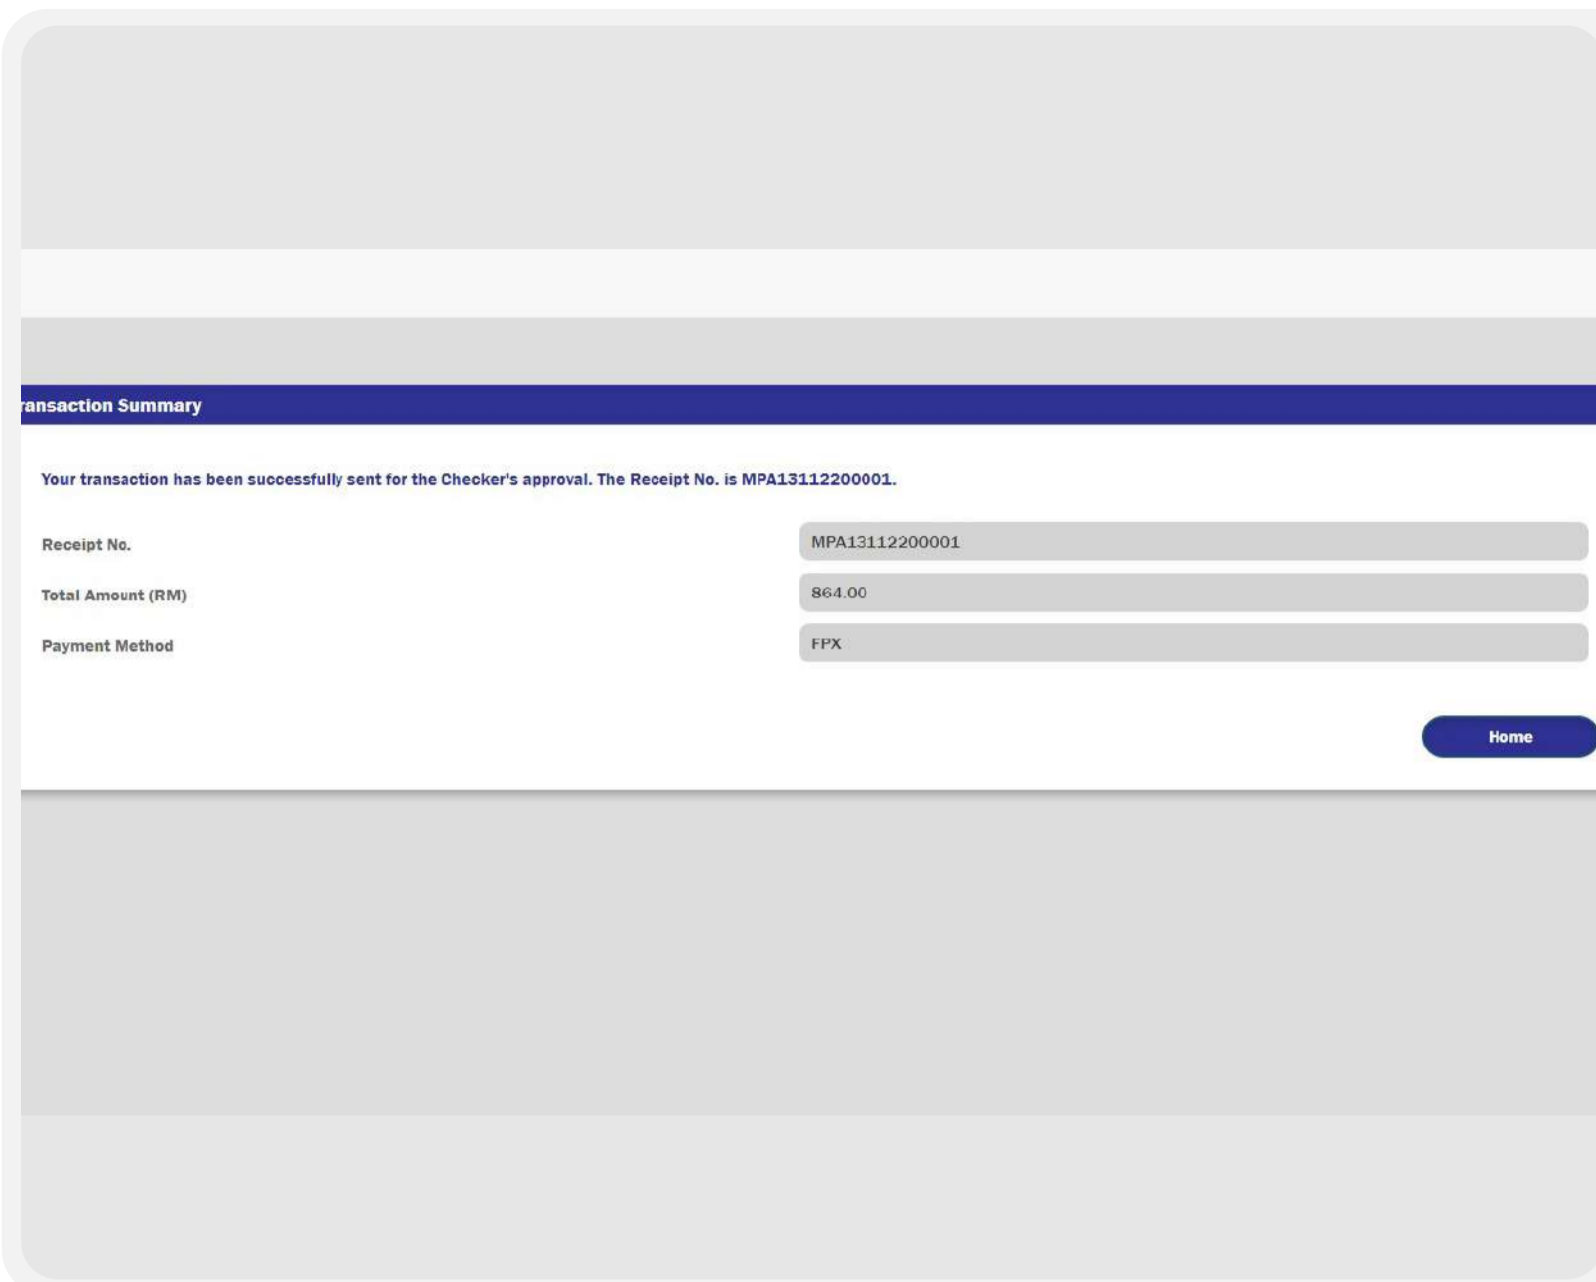 ransaction Summary
Your transaction has been successfully sent for the Checker's approval. The Receipt No. is MPA13112200001.
Receipt No.
MPA13112200001
Total Amount (RM)
864.00
Payment Method
FPX
Home